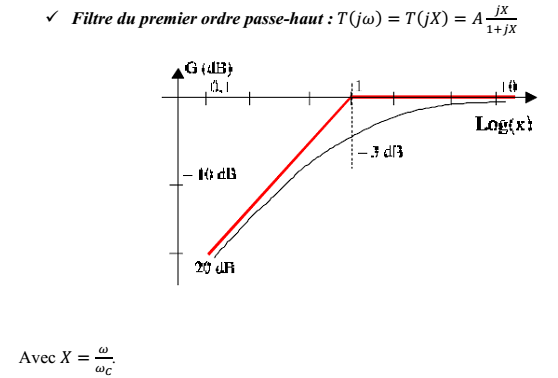 ✓ Filtre du premier ordre passe-haut : T(jω) = T(jX) = A jX/(1+jX)
G (dB)
0,1 1 10
Log(x)
– 3 dB
– 10 dB
20 dB
Avec X = ω/ωC.